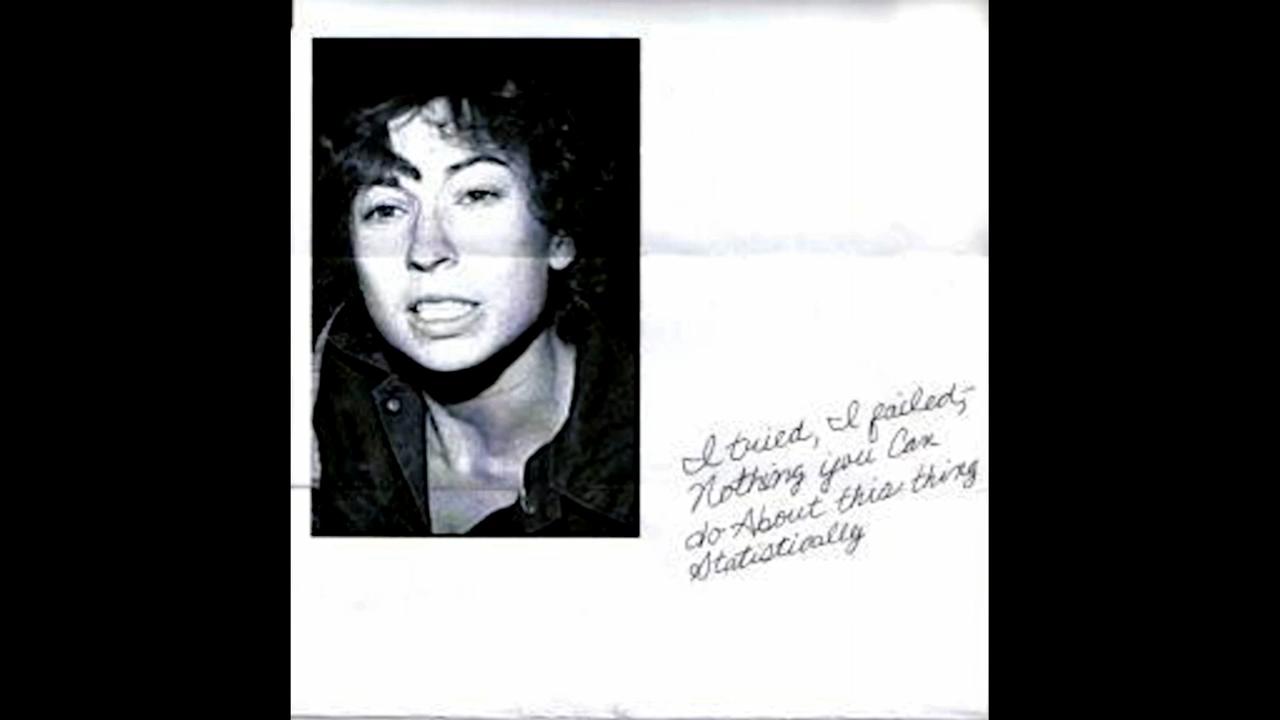 I tried, I failed,
Nothing you Can
do About this thing
Statistically